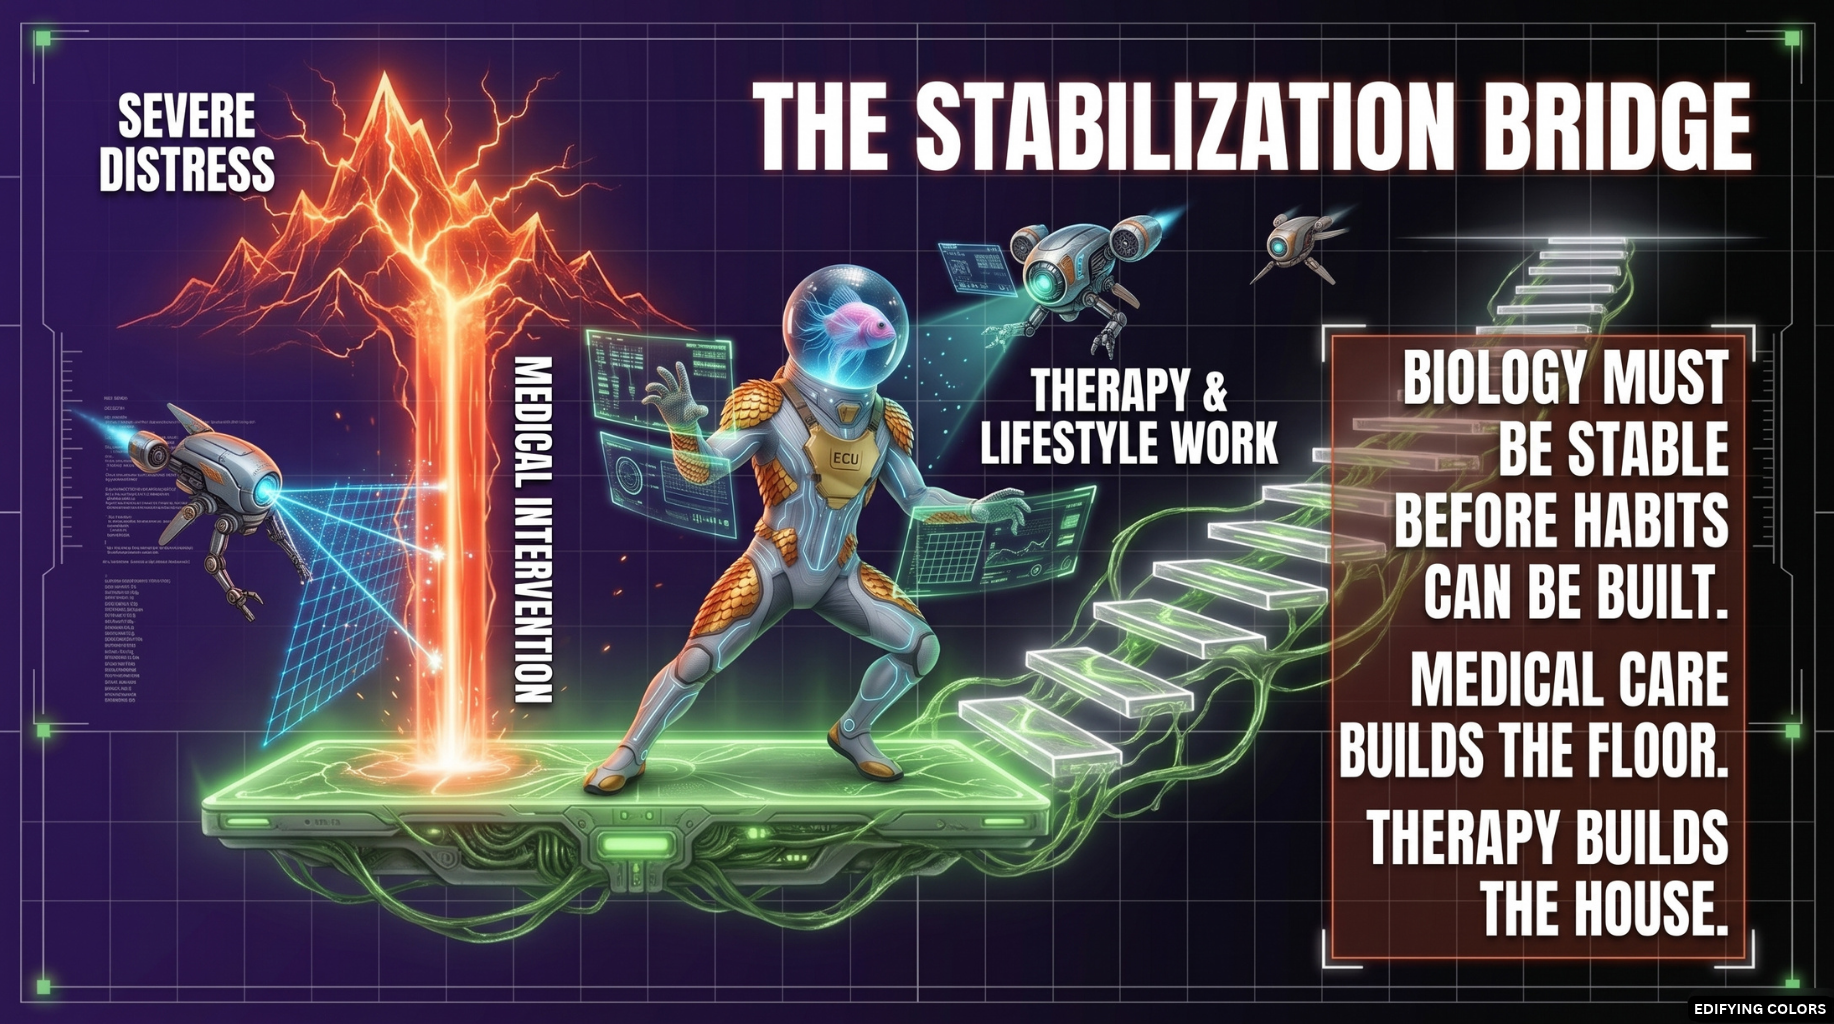 THE STABILIZATION BRIDGE
SEVERE
DISTRESS
MEDICAL INTERVENTION
ECU
THERAPY &
LIFESTYLE WORK
BIOLOGY MUST
BE STABLE
BEFORE HABITS
CAN BE BUILT.
MEDICAL CARE
BUILDS THE FLOOR.
THERAPY BUILDS
THE HOUSE.
EDIFYING COLORS